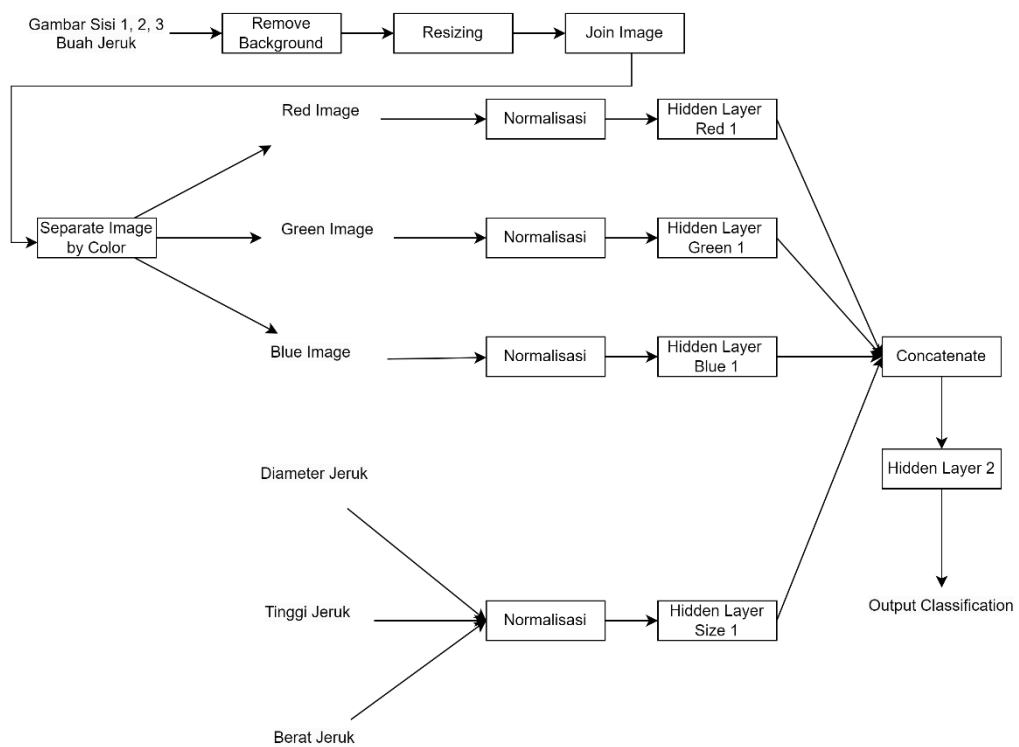 Gambar Sisi 1, 2, 3
Buah Jeruk
Remove
Background
Resizing
Join Image
Red Image
Normalisasi
Hidden Layer
Red 1
Separate Image
by Color
Green Image
Normalisasi
Hidden Layer
Green 1
Blue Image
Normalisasi
Hidden Layer
Blue 1
Concatenate
Hidden Layer 2
Output Classification
Diameter Jeruk
Tinggi Jeruk
Berat Jeruk
Normalisasi
Hidden Layer
Size 1